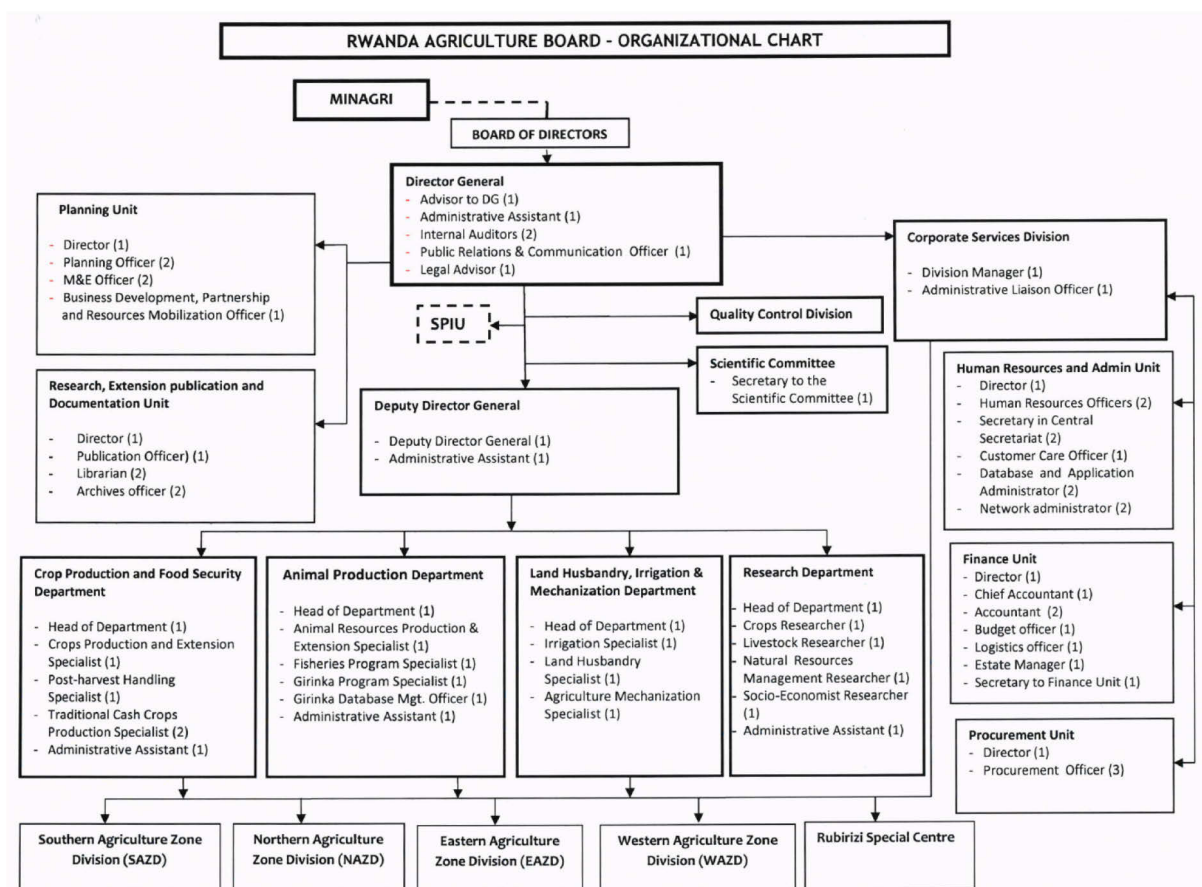 RWANDA AGRICULTURE BOARD - ORGANIZATIONAL CHART
MINAGRI
BOARD OF DIRECTORS
Director General
- Advisor to DG (1)
- Administrative Assistant (1)
- Internal Auditors (2)
- Public Relations & Communication Officer (1)
- Legal Advisor (1)
Planning Unit
- Director (1)
- Planning Officer (2)
- M&E Officer (2)
- Business Development, Partnership
and Resources Mobilization Officer (1)
Corporate Services Division
- Division Manager (1)
- Administrative Liaison Officer (1)
SPIU
Quality Control Division
Scientific Committee
- Secretary to the
Scientific Committee (1)
Research, Extension publication and
Documentation Unit
- Director (1)
- Publication Officer) (1)
- Librarian (2)
- Archives officer (2)
Deputy Director General
- Deputy Director General (1)
- Administrative Assistant (1)
Human Resources and Admin Unit
- Director (1)
- Human Resources Officers (2)
- Secretary in Central
Secretariat (2)
- Customer Care Officer (1)
- Database and Application
Administrator (2)
- Network administrator (2)
Crop Production and Food Security
Department
- Head of Department (1)
- Crops Production and Extension
Specialist (1)
- Post-harvest Handling
Specialist (1)
- Traditional Cash Crops
Production Specialist (2)
- Administrative Assistant (1)
Animal Production Department
- Head of Department (1)
- Animal Resources Production &
Extension Specialist (1)
- Fisheries Program Specialist (1)
- Girinka Program Specialist (1)
- Girinka Database Mgt. Officer (1)
- Administrative Assistant (1)
Land Husbandry, Irrigation &
Mechanization Department
- Head of Department (1)
- Irrigation Specialist (1)
- Land Husbandry
Specialist (1)
- Agriculture Mechanization
Specialist (1)
Research Department
- Head of Department (1)
- Crops Researcher (1)
- Livestock Researcher (1)
- Natural Resources
Management Researcher (1)
- Socio-Economist Researcher
(1)
- Administrative Assistant (1)
Finance Unit
- Director (1)
- Chief Accountant (1)
- Accountant (2)
- Budget officer (1)
- Logistics officer (1)
- Estate Manager (1)
- Secretary to Finance Unit (1)
Procurement Unit
- Director (1)
- Procurement Officer (3)
Southern Agriculture Zone
Division (SAZD)
Northern Agriculture
Zone Division (NAZD)
Eastern Agriculture
Zone Division (EAZD)
Western Agriculture Zone
Division (WAZD)
Rubirizi Special Centre